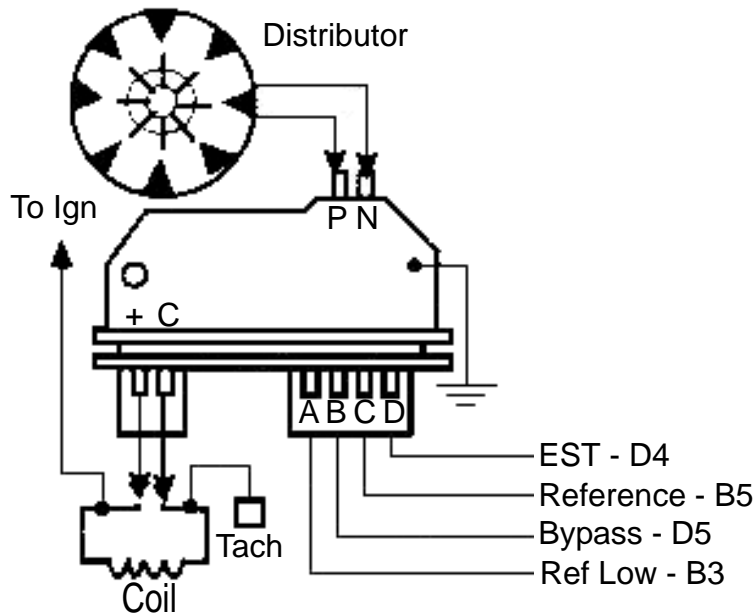 Distributor
To Ign
P N
+ C
A B C D
EST - D4
Reference - B5
Bypass - D5
Ref Low - B3
Tach
Coil